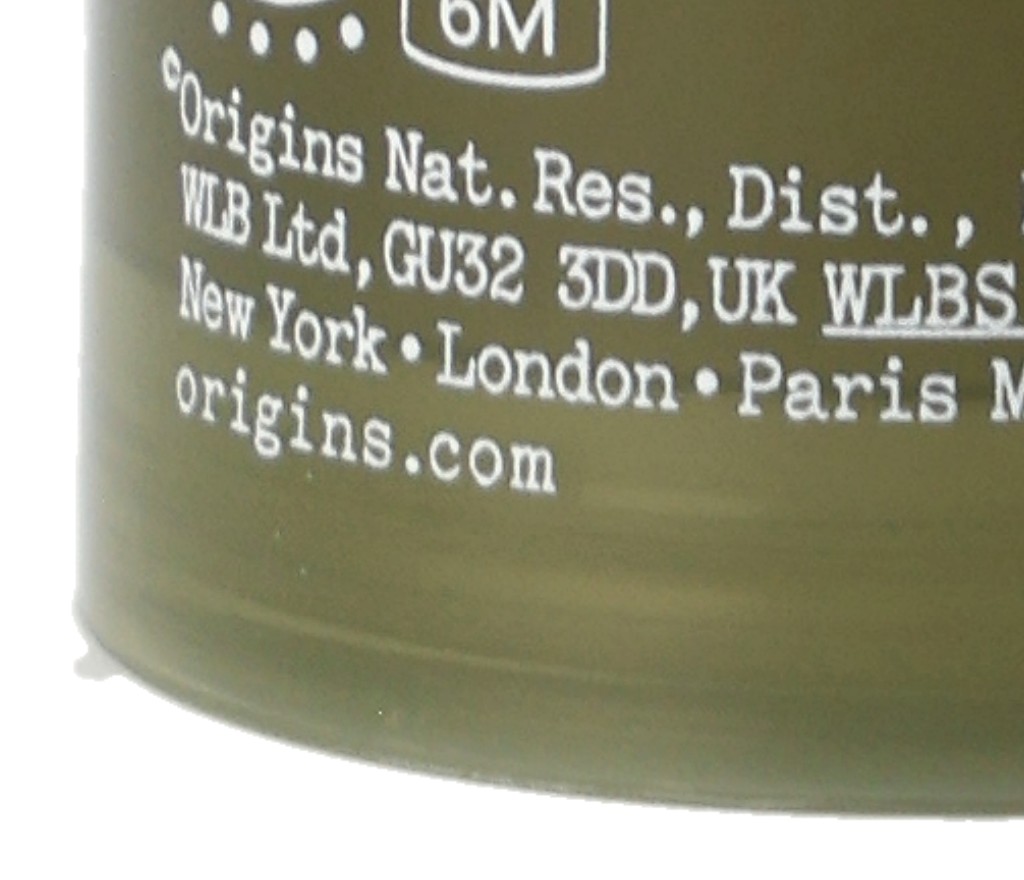 6M
©Origins Nat. Res., Dist.,
WLB Ltd, GU32 3DD, UK WLBS
New York • London • Paris
origins.com